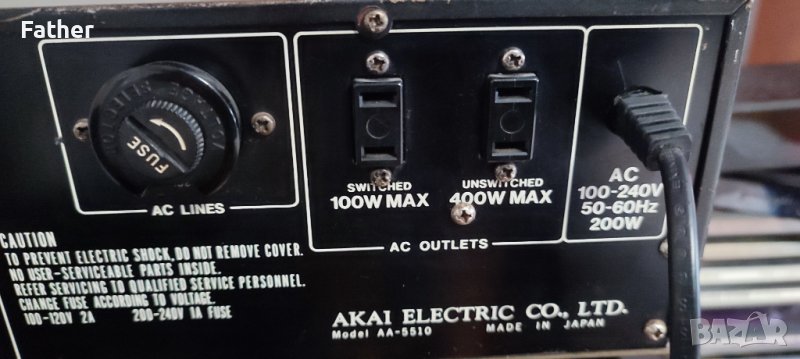 Father
VOLTAGE SELECTOR
FUSE
AC LINES
SWITCHED
100W MAX
UNSWITCHED
400W MAX
AC OUTLETS
AC
100-240V
50-60Hz
200W
CAUTION
TO PREVENT ELECTRIC SHOCK, DO NOT REMOVE COVER.
NO USER-SERVICEABLE PARTS INSIDE.
REFER SERVICING TO QUALIFIED SERVICE PERSONNEL.
CHANGE FUSE ACCORDING TO VOLTAGE.
100-120V 2A 200-240V 1A FUSE
AKAI ELECTRIC CO., LTD.
Model AA-5510 MADE IN JAPAN
BAZAR